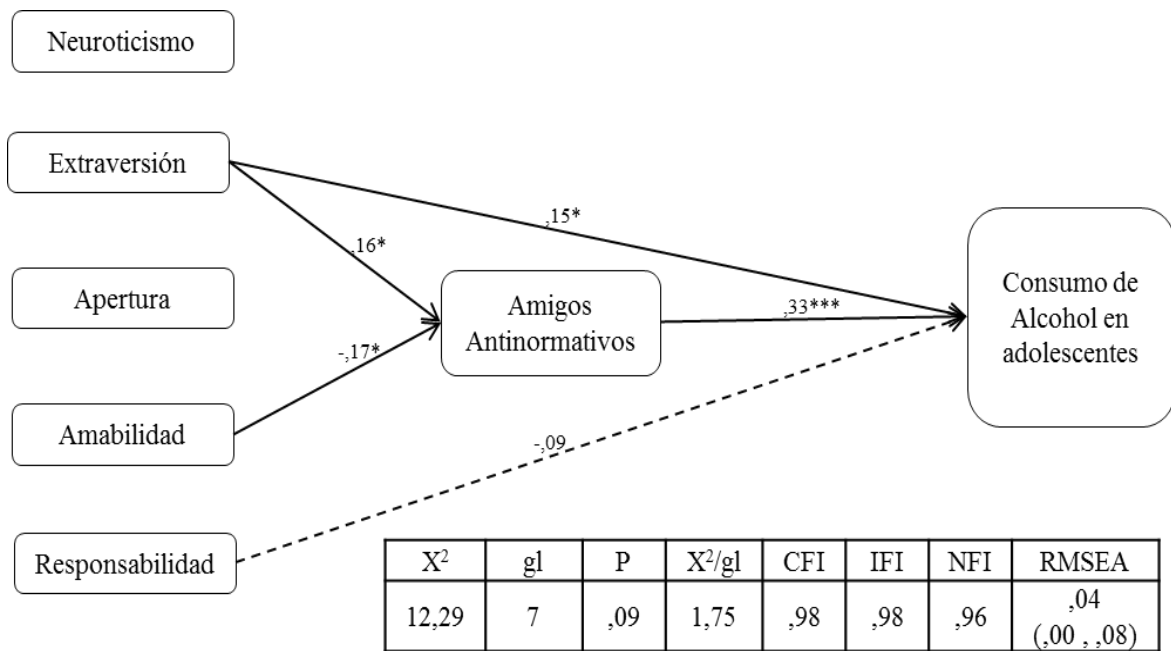 Neuroticismo
Extraversión
,15*
,16*
Apertura
Amigos
Antinormativos
,33***
Consumo de
Alcohol en
adolescentes
-,17*
Amabilidad
-,09
Responsabilidad
X² gl P X²/gl CFI IFI NFI RMSEA
12,29 7 ,09 1,75 ,98 ,98 ,96 ,04
(,00 , ,08)